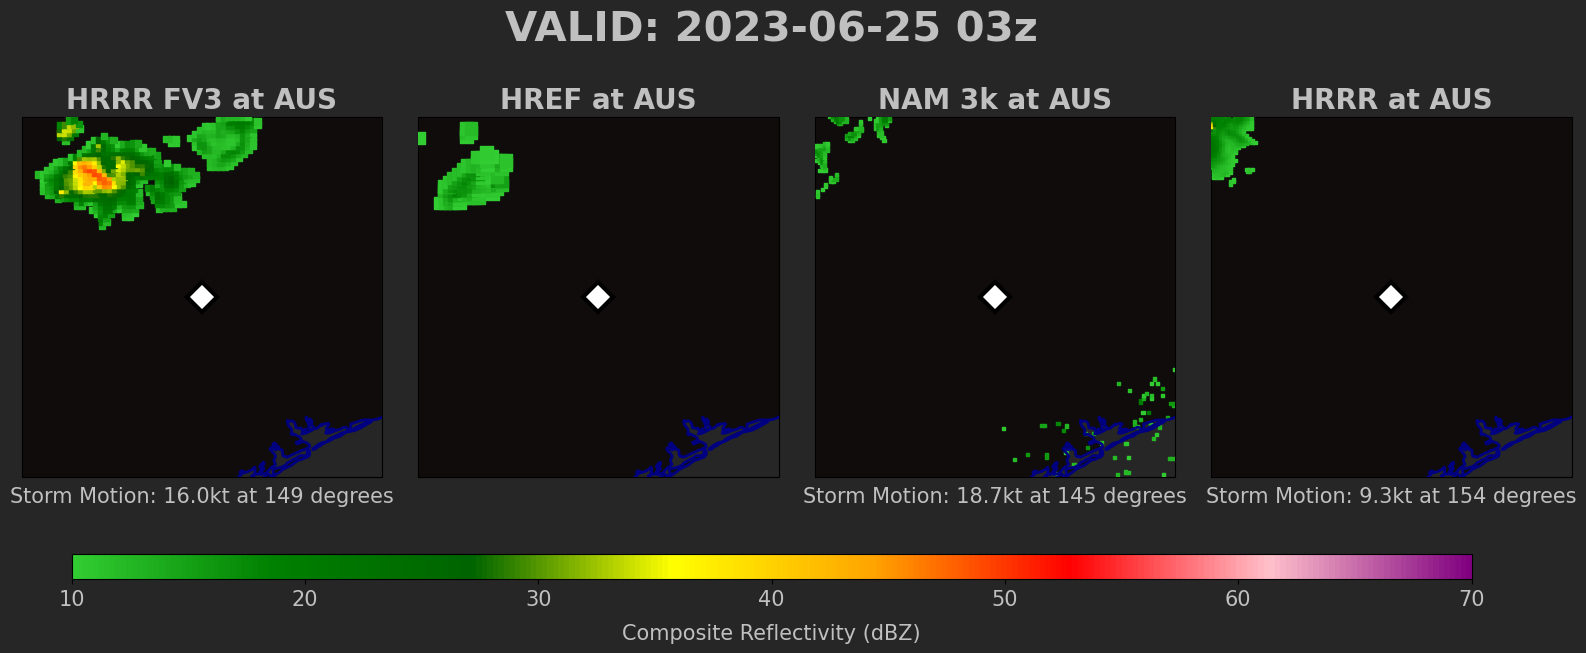 VALID: 2023-06-25 03z
HRRR FV3 at AUS
HREF at AUS
NAM 3k at AUS
HRRR at AUS
Storm Motion: 16.0kt at 149 degrees
Storm Motion: 18.7kt at 145 degrees
Storm Motion: 9.3kt at 154 degrees
10 20 30 40 50 60 70
Composite Reflectivity (dBZ)